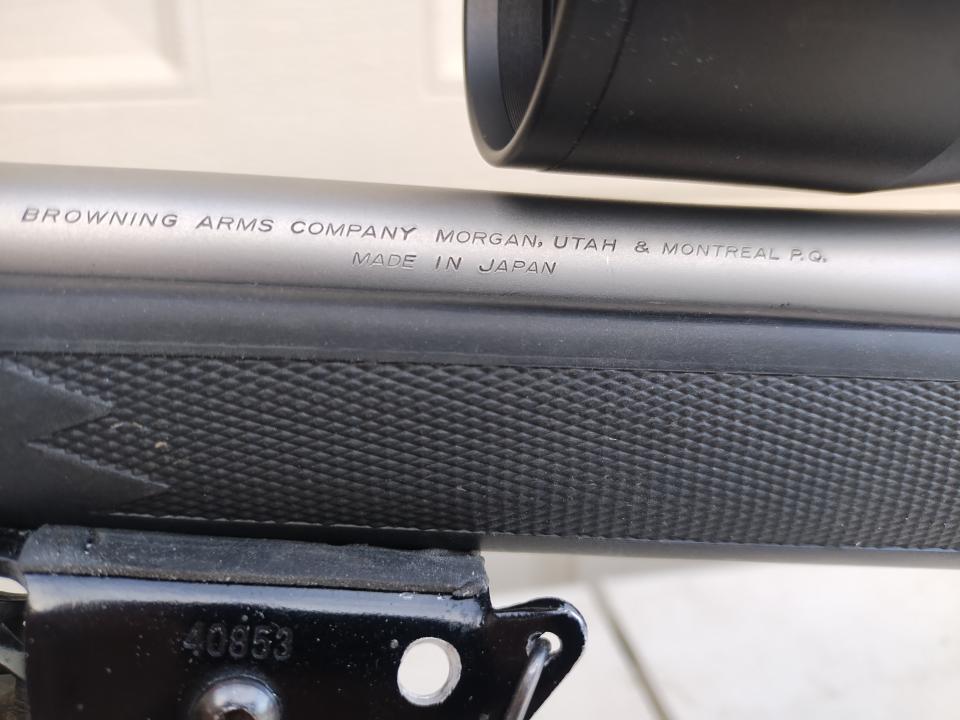 BROWNING ARMS COMPANY MORGAN, UTAH & MONTREAL P.Q.
MADE IN JAPAN
40853